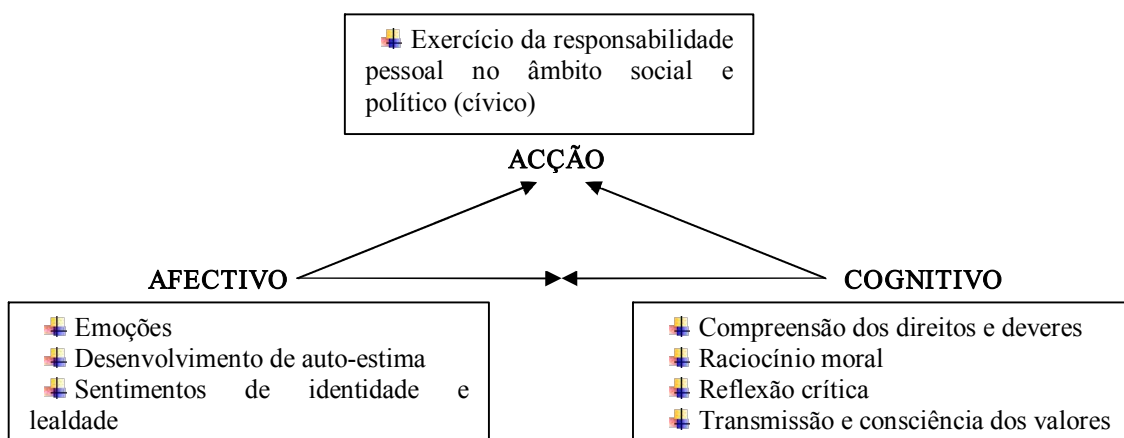 Exercício da responsabilidade
pessoal no âmbito social e
político (cívico)
ACÇÃO
AFECTIVO
COGNITIVO
Emoções
Desenvolvimento de auto-estima
Sentimentos de identidade e
lealdade
Compreensão dos direitos e deveres
Raciocínio moral
Reflexão crítica
Transmissão e consciência dos valores